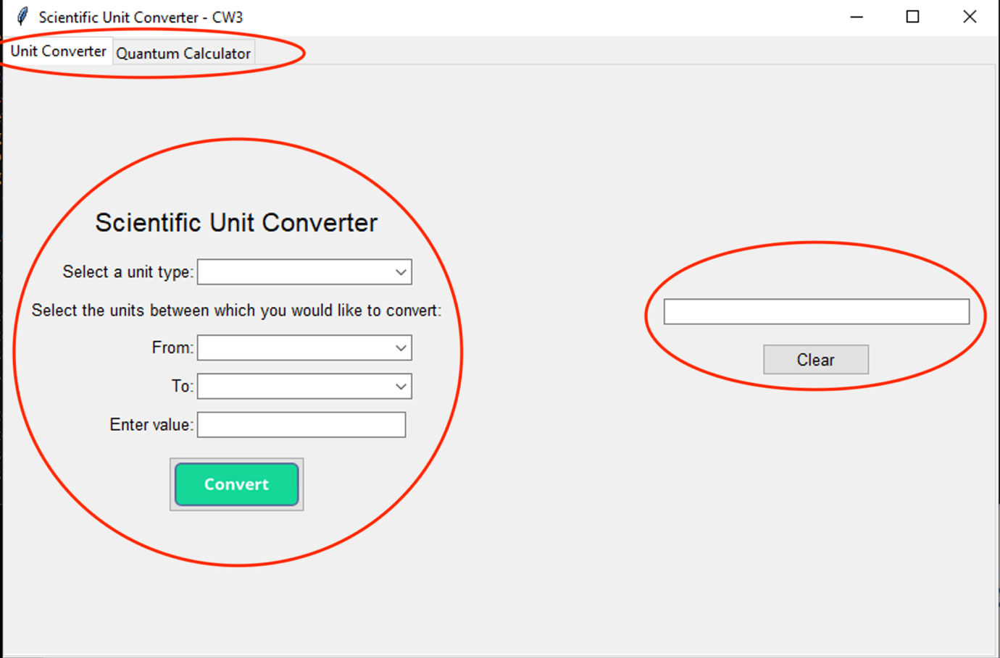 Scientific Unit Converter - CW3
Unit Converter Quantum Calculator
Scientific Unit Converter
Select a unit type:
Select the units between which you would like to convert:
From:
To:
Enter value:
Convert
Clear